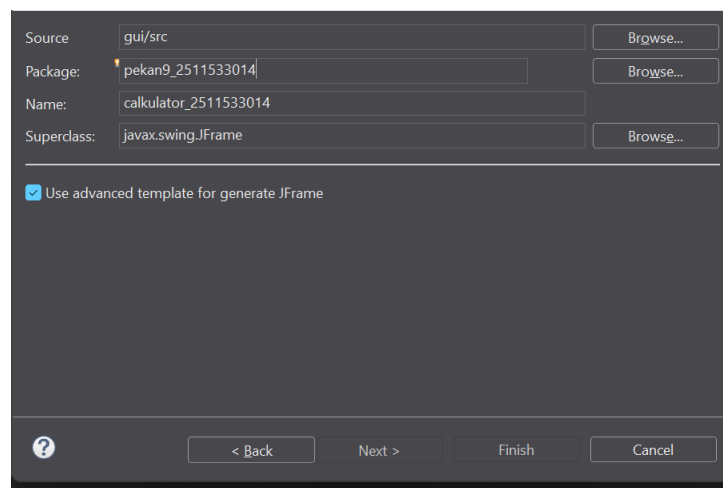 Source gui/src Browse...
Package: pekan9_2511533014 Browse...
Name: calkulator_2511533014
Superclass: javax.swing.JFrame Browse...
Use advanced template for generate JFrame
? < Back Next > Finish Cancel